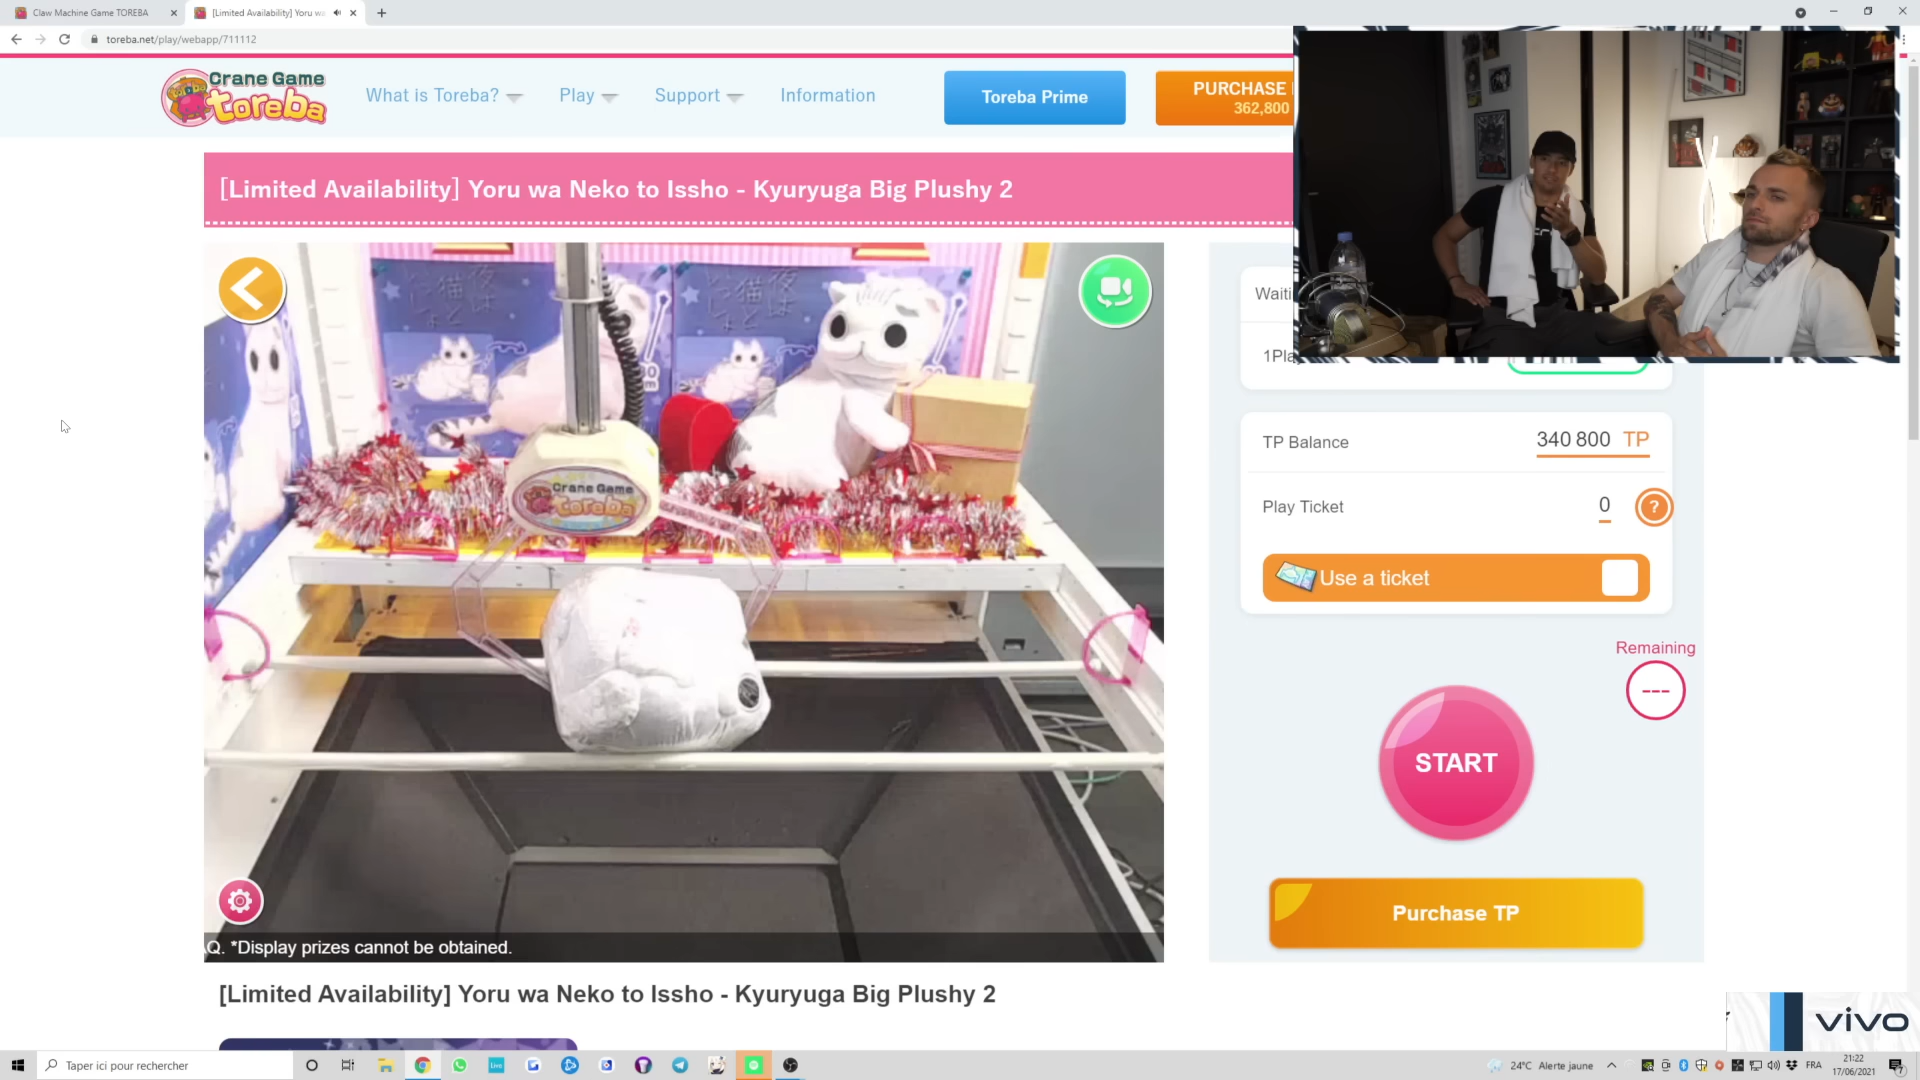 Claw Machine Game TOREBA
[Limited Availability] Yoru wa
toreba.net/play/webapp/711112
Crane Game
toreba
What is Toreba?
Play
Support
Information
Toreba Prime
PURCHASE
362,800
[Limited Availability] Yoru wa Neko to Issho - Kyuryuga Big Plushy 2
Waiti
1Pla
Crane Game
toreba
TP Balance
340 800 TP
Play Ticket
0
?
Use a ticket
Remaining
---
START
Purchase TP
Q. *Display prizes cannot be obtained.
[Limited Availability] Yoru wa Neko to Issho - Kyuryuga Big Plushy 2
vivo
Taper ici pour rechercher
24°C Alerte jaune
FRA
21:22
17/06/2021